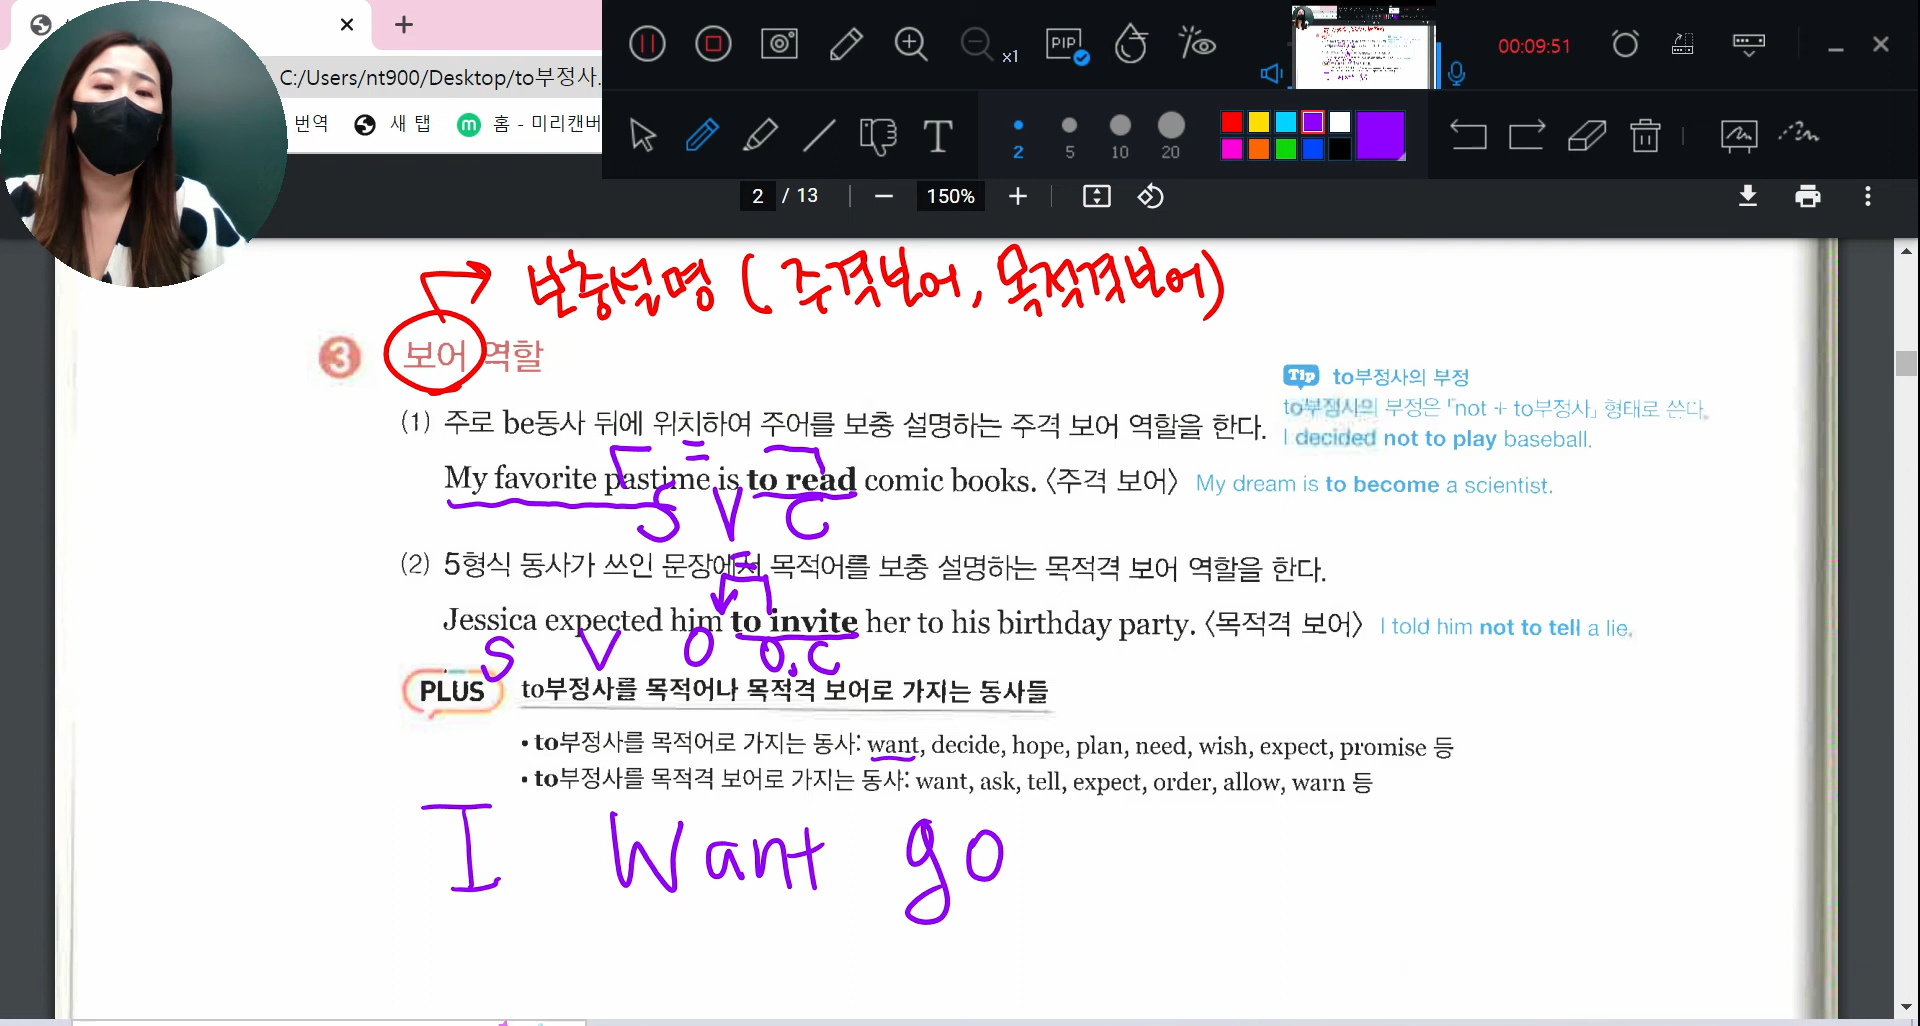 C:/Users/nt900/Desktop/to부정사.
번역 새 탭 홈 - 미리캔버
x1 PIP 00:09:51
T 2 5 10 20
2 / 13 150%
보충설명 (주격보어, 목적격보어)
3 보어 역할
(1) 주로 be동사 뒤에 위치하여 주어를 보충 설명하는 주격 보어 역할을 한다.
Tip to부정사의 부정
to부정사의 부정은 「not + to부정사」 형태로 쓴다.
I decided not to play baseball.
=
My favorite pastime is to read comic books. 〈주격 보어〉 My dream is to become a scientist.
S V C
(2) 5형식 동사가 쓰인 문장에서 목적어를 보충 설명하는 목적격 보어 역할을 한다.
=
Jessica expected him to invite her to his birthday party. 〈목적격 보어〉 I told him not to tell a lie.
S V O O.C
PLUS to부정사를 목적어나 목적격 보어로 가지는 동사들
• to부정사를 목적어로 가지는 동사: want, decide, hope, plan, need, wish, expect, promise 등
• to부정사를 목적격 보어로 가지는 동사: want, ask, tell, expect, order, allow, warn 등
I want go